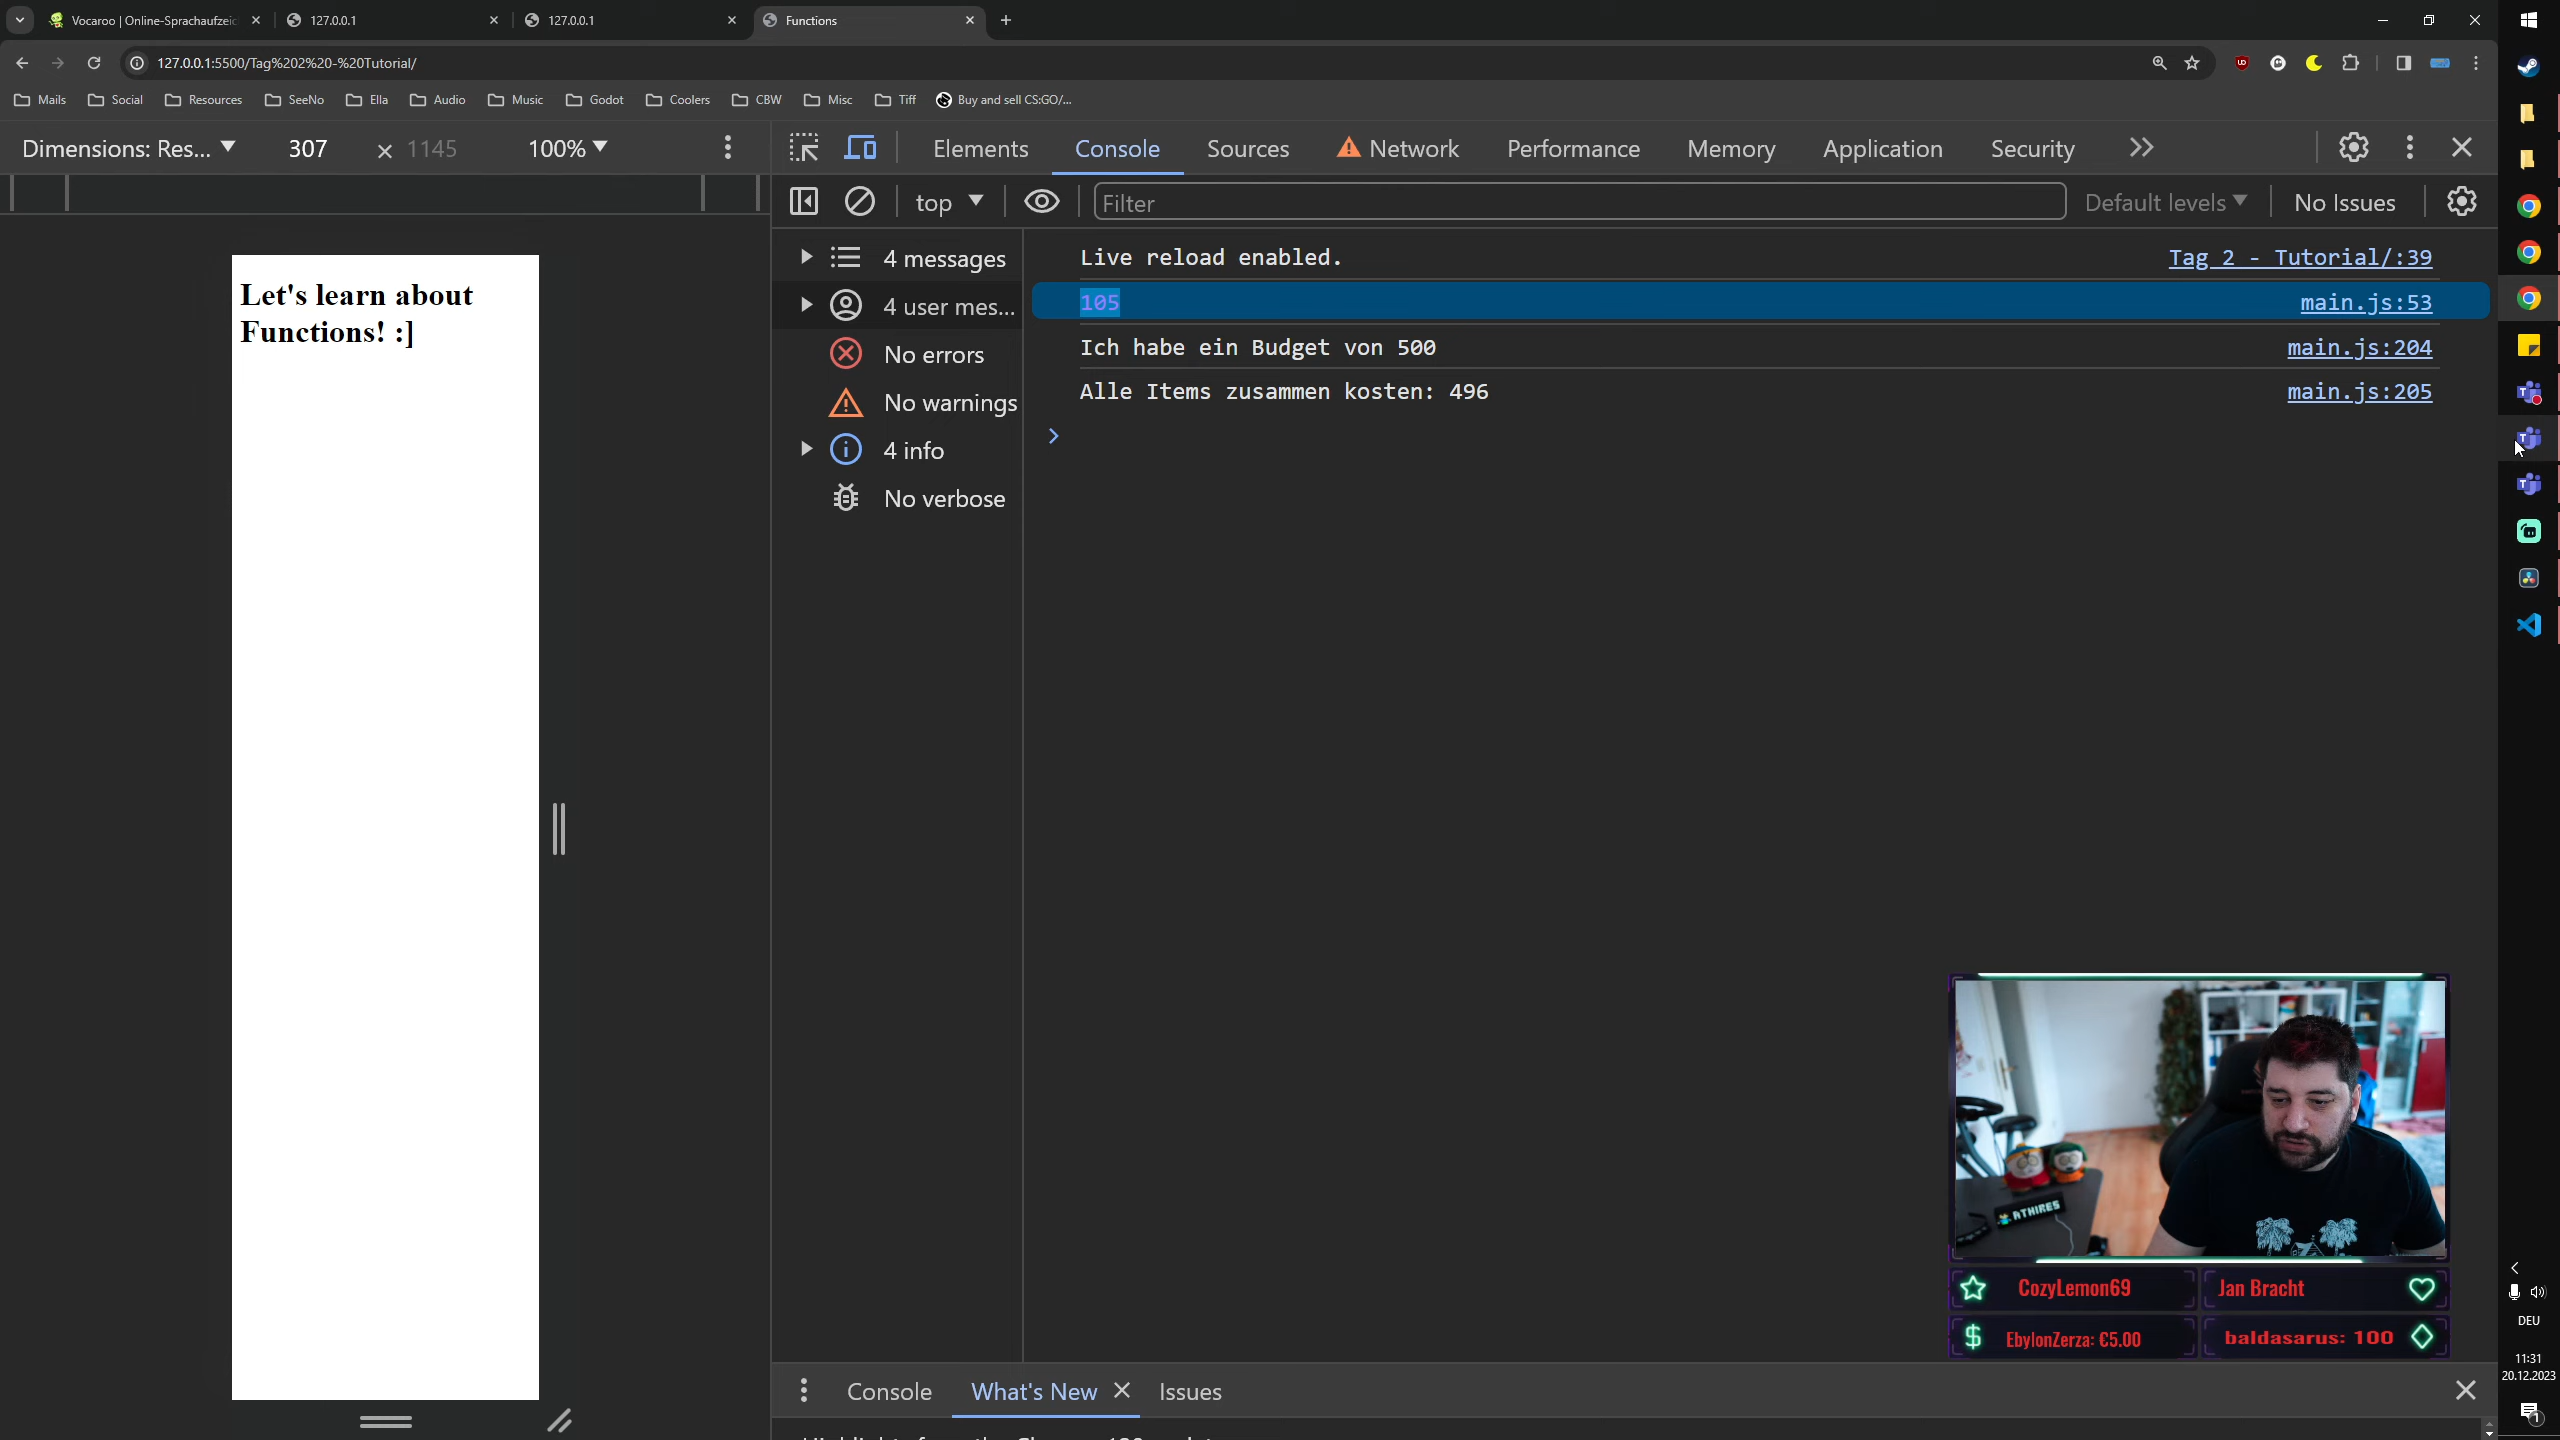 Vocaroo | Online-Sprachaufzeic
127.0.0.1
127.0.0.1
Functions
127.0.0.1:5500/Tag%202%20-%20Tutorial/
Mails
Social
Resources
SeeNo
Ella
Audio
Music
Godot
Coolers
CBW
Misc
Tiff
Buy and sell CS:GO/...
Dimensions: Res...
307 × 1145
100%
Elements
Console
Sources
Network
Performance
Memory
Application
Security
top
Filter
Default levels
No Issues
4 messages
4 user mes...
No errors
No warnings
4 info
No verbose
Live reload enabled. Tag 2 - Tutorial/:39
105 main.js:53
Ich habe ein Budget von 500 main.js:204
Alle Items zusammen kosten: 496 main.js:205
Let's learn about
Functions! :]
ATHIRES
CozyLemon69
Jan Bracht
EbylonZerza: €5.00
baldasarus: 100
Console
What's New
Issues
DEU
11:31
20.12.2023
1